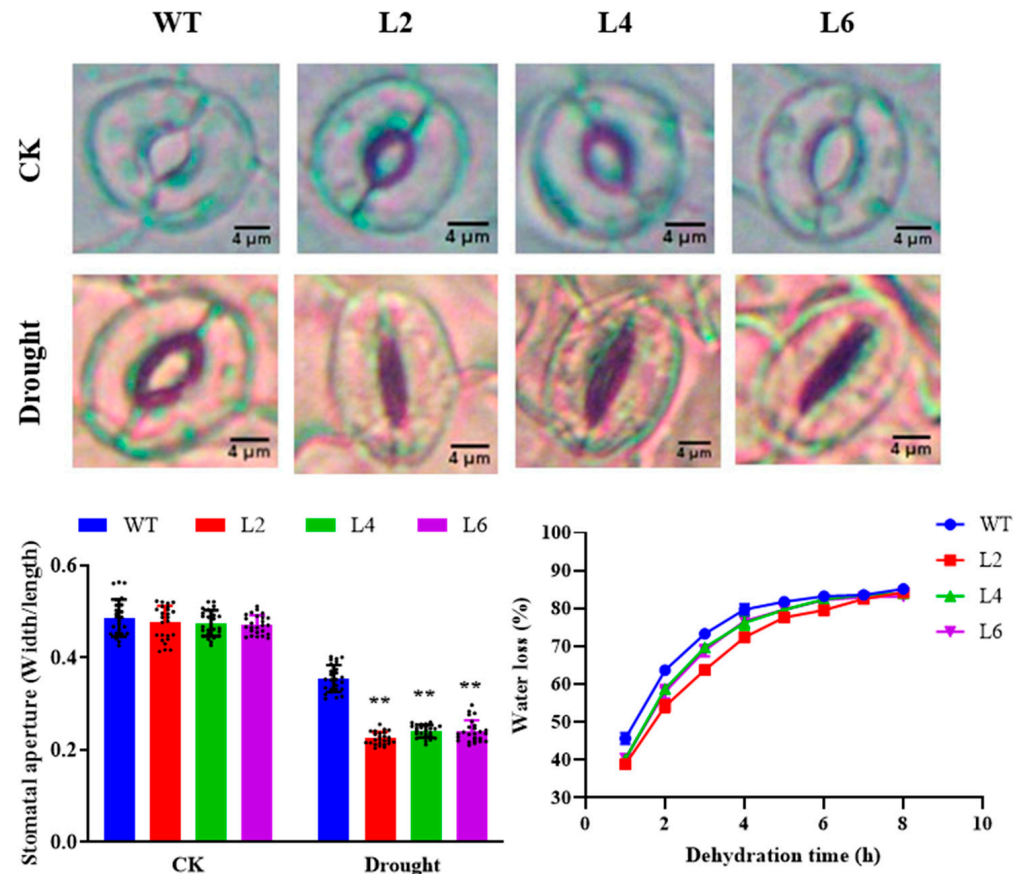 WT L2 L4 L6
CK
4 µm 4 µm 4 µm 4 µm
Drought
4 µm 4 µm 4 µm 4 µm
WT L2 L4 L6
Stomatal aperture (Width/length)
0.6
0.4
0.2
0.0
** ** **
CK Drought
Water loss (%)
100
90
80
70
60
50
40
30
0 2 4 6 8 10
Dehydration time (h)
WT
L2
L4
L6